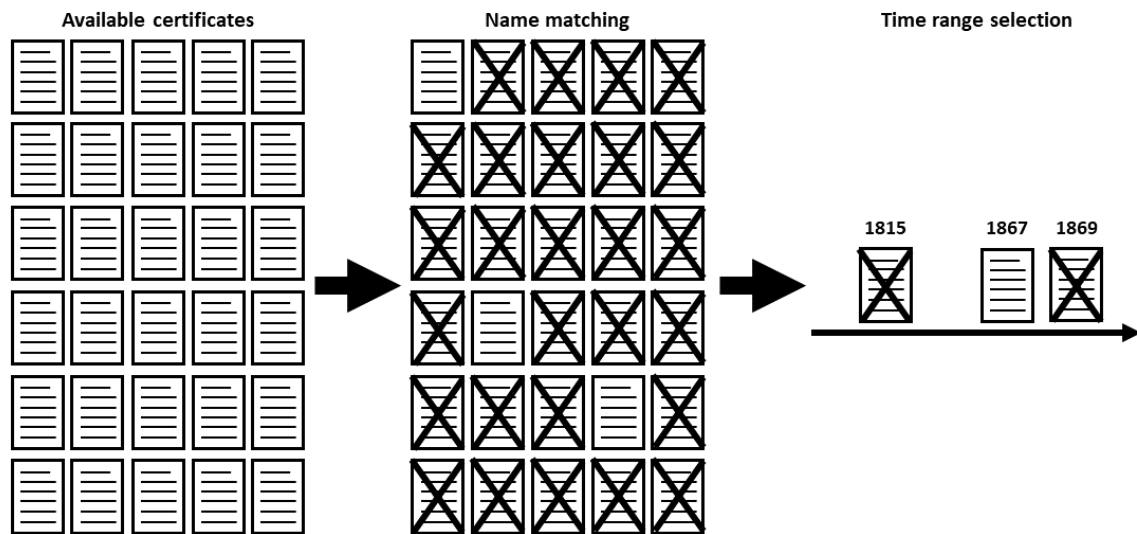 Available certificates
Name matching
Time range selection
1815
1867
1869